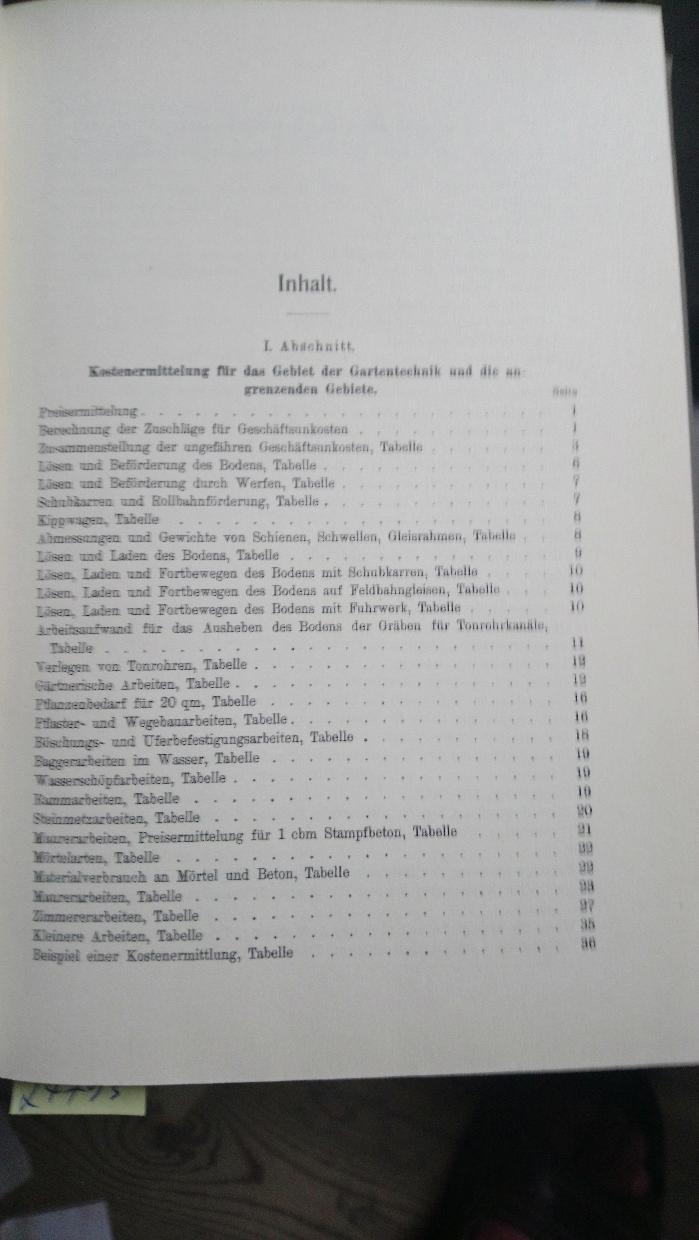 Inhalt.
I. Abschnitt.
Kostenermittelung für das Gebiet der Gartentechnik und die an-
grenzenden Gebiete.
Seite
Preisermittelung . . . 1
Berechnung der Zuschläge für Geschäftsunkosten . . . 1
Zusammenstellung der ungefähren Geschäftsunkosten, Tabelle . . .
Lösen und Beförderung des Bodens, Tabelle . . . 6
Lösen und Beförderung durch Werfen, Tabelle . . . 7
Schubkarren und Rollbahnförderung, Tabelle . . . 7
Kippwagen, Tabelle . . . 8
Abmessungen und Gewichte von Schienen, Schwellen, Gleisrahmen, Tabelle . . . 8
Lösen und Laden des Bodens, Tabelle . . . 9
Lösen, Laden und Fortbewegen des Bodens mit Schubkarren, Tabelle . . . 10
Lösen, Laden und Fortbewegen des Bodens auf Feldbahngleisen, Tabelle . . . 10
Lösen, Laden und Fortbewegen des Bodens mit Fuhrwerk, Tabelle . . . 10
Arbeitsaufwand für das Ausheben des Bodens der Gräben für Tonrohrkanäle,
Tabelle . . . 11
Verlegen von Tonrohren, Tabelle . . . 12
Gärtnerische Arbeiten, Tabelle . . . 12
Pflanzenbedarf für 20 qm, Tabelle . . . 16
Pflaster- und Wegebauarbeiten, Tabelle . . . 16
Böschungs- und Uferbefestigungsarbeiten, Tabelle . . . 18
Baggerarbeiten im Wasser, Tabelle . . . 19
Wasserschöpfarbeiten, Tabelle . . . 19
Rammarbeiten, Tabelle . . . 19
Steinmetzarbeiten, Tabelle . . . 20
Maurerarbeiten, Preisermittelung für 1 cbm Stampfbeton, Tabelle . . . 21
Mörtelarten, Tabelle . . . 22
Materialverbrauch an Mörtel und Beton, Tabelle . . . 22
Maurerarbeiten, Tabelle . . . 23
Zimmererarbeiten, Tabelle . . . 27
Kleinere Arbeiten, Tabelle . . . 35
Beispiel einer Kostenermittlung, Tabelle . . . 36